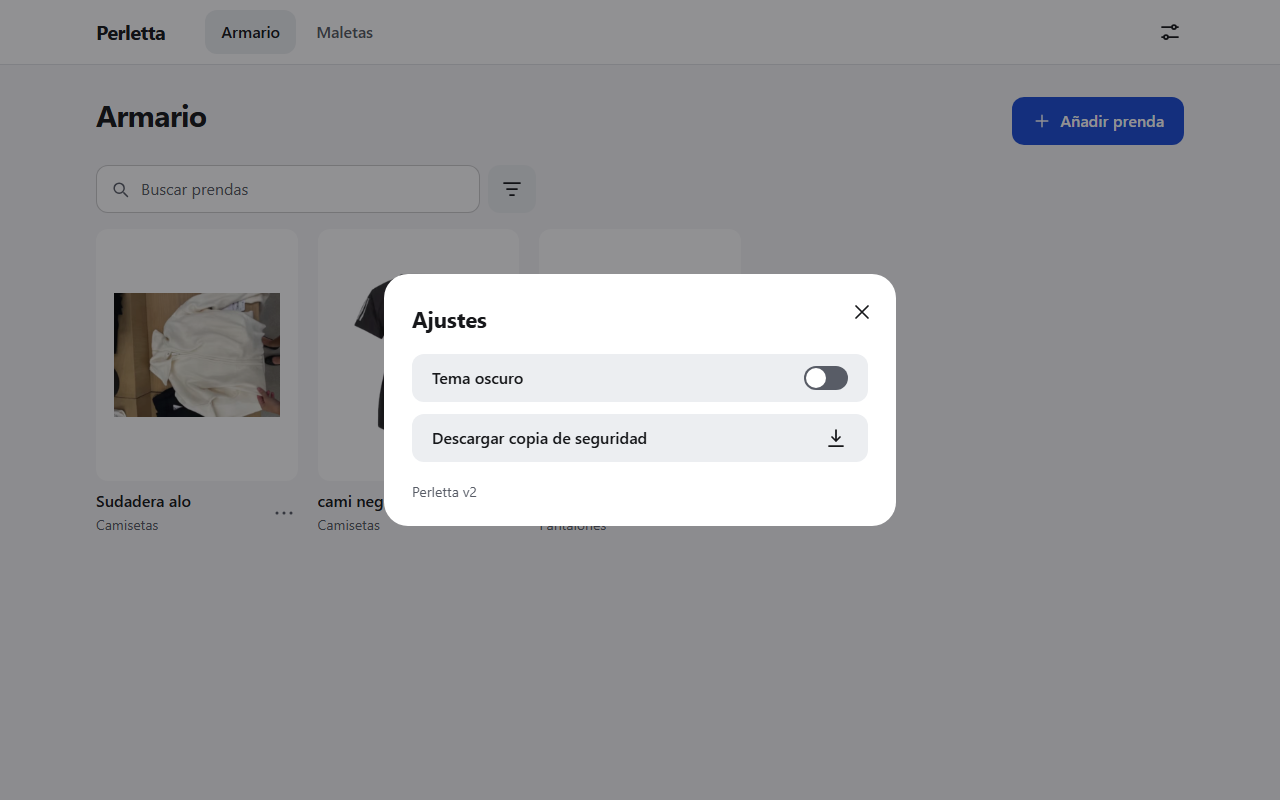 Perletta
Armario
Maletas
Armario
Añadir prenda
Buscar prendas
Ajustes
Tema oscuro
Descargar copia de seguridad
Perletta v2
Sudadera alo
Camisetas
cami neg
Camisetas
Pantalones